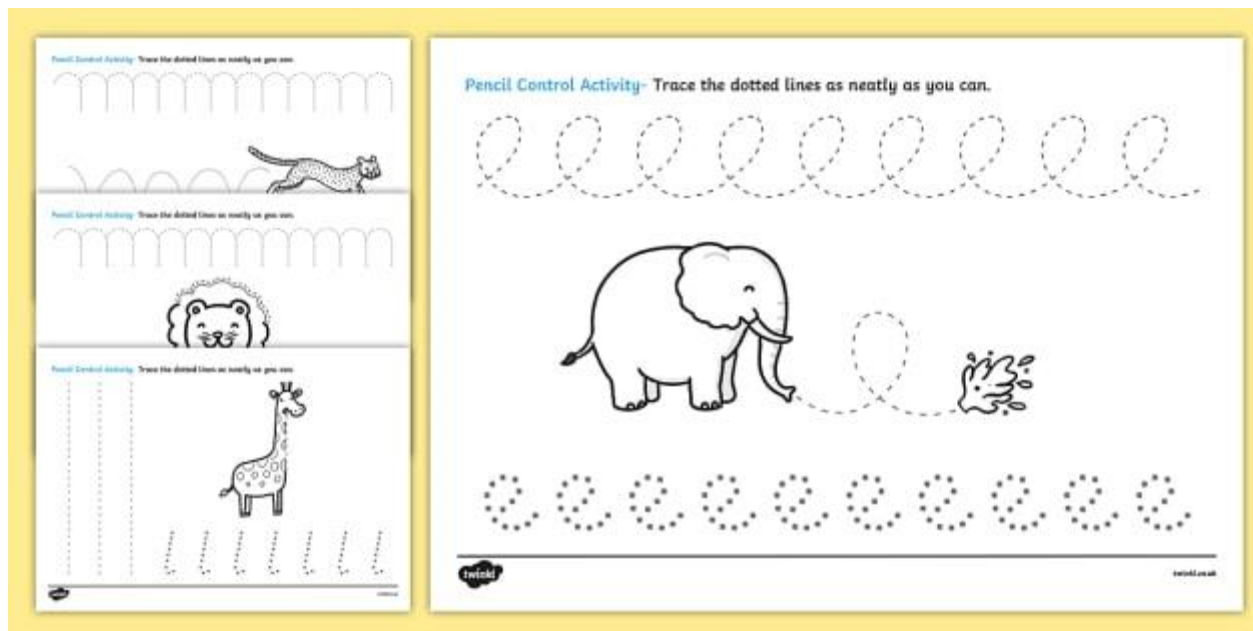 Pencil Control Activity- Trace the dotted lines as neatly as you can.
Pencil Control Activity- Trace the dotted lines as neatly as you can.
Pencil Control Activity- Trace the dotted lines as neatly as you can.
l l l l l l l
twinkl
Pencil Control Activity- Trace the dotted lines as neatly as you can.
e e e e e e e e e e
twinkl
twinkl.co.uk